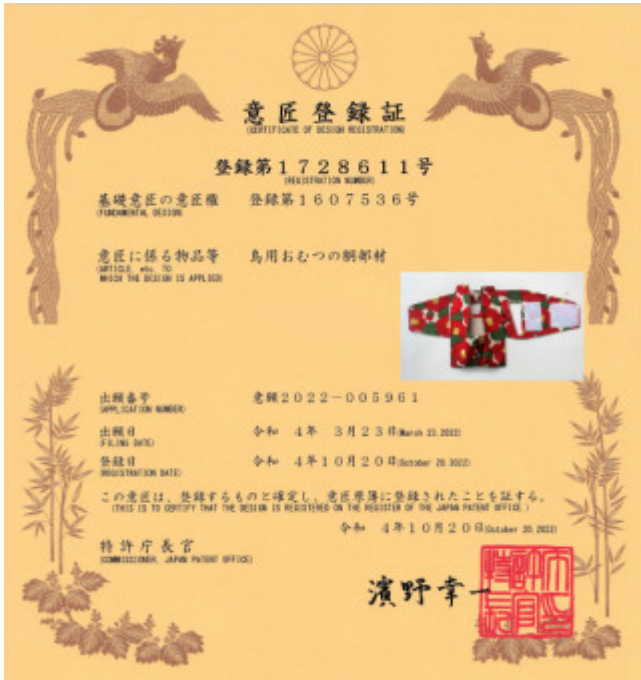 意匠登録証
(CERTIFICATE OF DESIGN REGISTRATION)
登録第1728611号
(REGISTRATION NUMBER)
基礎意匠の意匠権 登録第1607536号
(FUNDAMENTAL DESIGN)
意匠に係る物品等 鳥用おむつの胴部材
(ARTICLE, etc. TO
WHICH THE DESIGN IS APPLIED)
出願番号 意願2022-005961
(APPLICATION NUMBER)
出願日 令和 4年 3月23日(March 23,2022)
(FILING DATE)
登録日 令和 4年10月20日(October 20,2022)
(REGISTRATION DATE)
この意匠は、登録するものと確定し、意匠原簿に登録されたことを証する。
(THIS IS TO CERTIFY THAT THE DESIGN IS REGISTERED ON THE REGISTER OF THE JAPAN PATENT OFFICE.)
令和 4年10月20日(October 20,2022)
特許庁長官
(COMMISSIONER, JAPAN PATENT OFFICE)
濱野幸一